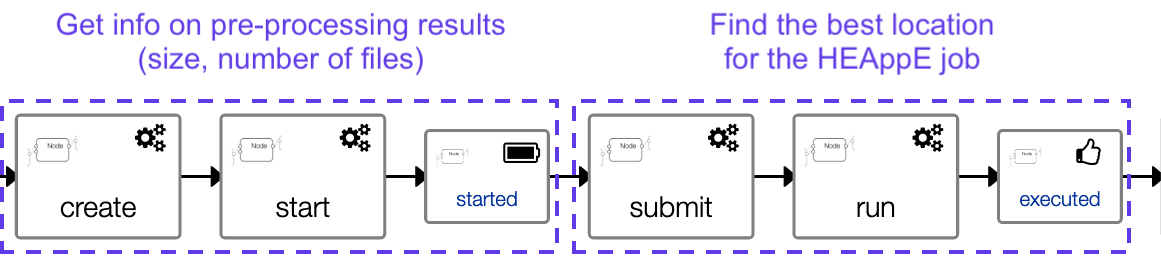 Get info on pre-processing results
(size, number of files)
Find the best location
for the HEAppE job
Node
create
Node
start
Node
started
Node
submit
Node
run
Node
executed